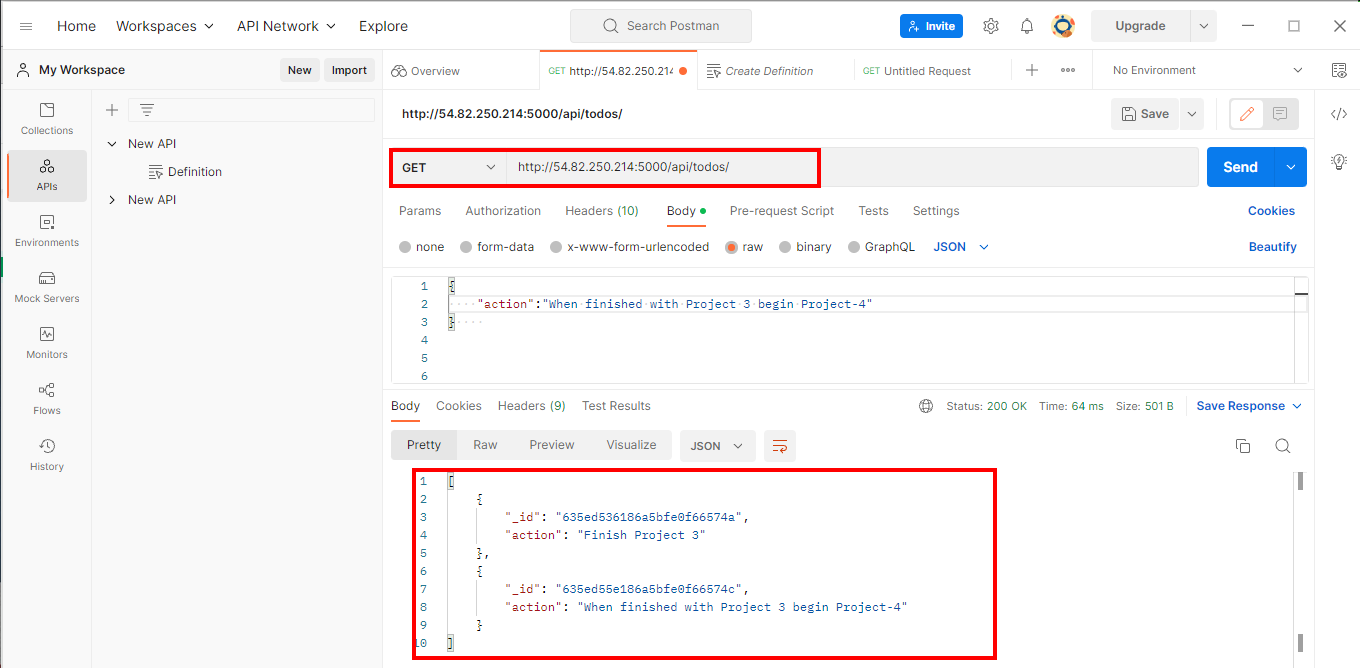 Home Workspaces API Network Explore Search Postman Invite Upgrade
My Workspace New Import Overview GET http://54.82.250.214 Create Definition GET Untitled Request No Environment
Collections
APIs
Environments
Mock Servers
Monitors
Flows
History
New API
Definition
New API
http://54.82.250.214:5000/api/todos/ Save
GET http://54.82.250.214:5000/api/todos/ Send
Params Authorization Headers (10) Body Pre-request Script Tests Settings Cookies
none form-data x-www-form-urlencoded raw binary GraphQL JSON Beautify
1 {
2 "action":"When finished with Project 3 begin Project-4"
3 }
4
5
6
Body Cookies Headers (9) Test Results Status: 200 OK Time: 64 ms Size: 501 B Save Response
Pretty Raw Preview Visualize JSON
1 [
2 {
3 "_id": "635ed536186a5bfe0f66574a",
4 "action": "Finish Project 3"
5 },
6 {
7 "_id": "635ed55e186a5bfe0f66574c",
8 "action": "When finished with Project 3 begin Project-4"
9 }
10 ]